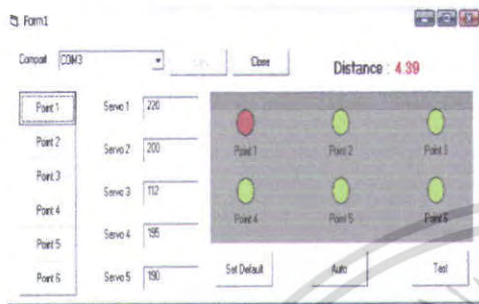 Form1
Comport COM3 Close Distance : 4.39
Point 1 Servo 1 220
Point 2 Servo 2 200
Point 3 Servo 3 112
Point 4 Servo 4 195
Point 5 Servo 5 190
Point 6
Point 1 Point 2 Point 3
Point 4 Point 5 Point 6
Set Default Auto Test